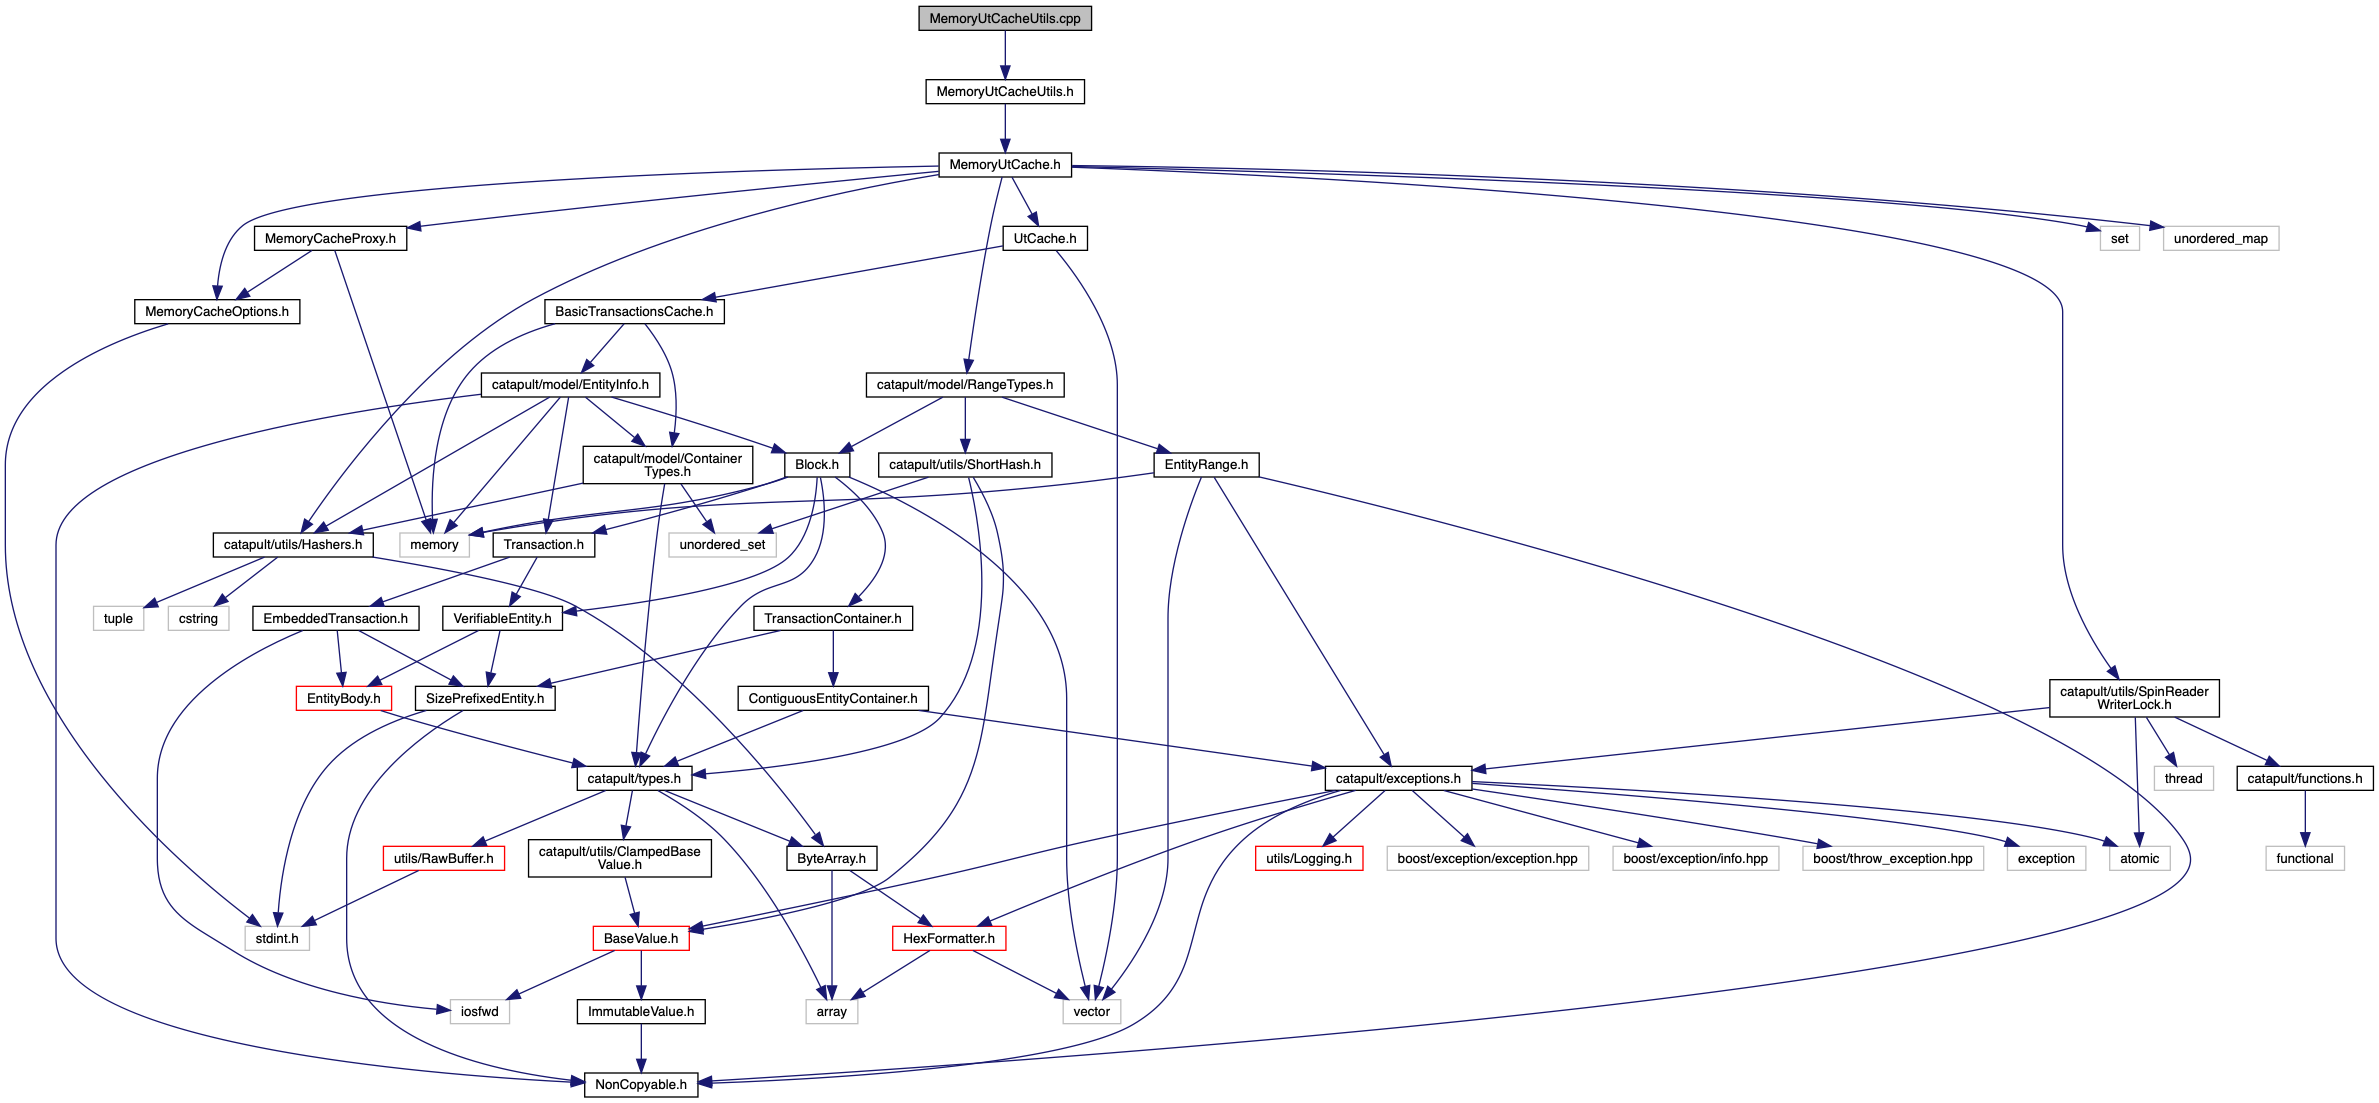 MemoryUtCacheUtils.cpp
MemoryUtCacheUtils.h
MemoryUtCache.h
MemoryCacheProxy.h
UtCache.h
set
unordered_map
MemoryCacheOptions.h
BasicTransactionsCache.h
catapult/model/EntityInfo.h
catapult/model/RangeTypes.h
catapult/model/Container
Types.h
Block.h
catapult/utils/ShortHash.h
EntityRange.h
catapult/utils/Hashers.h
memory
Transaction.h
unordered_set
tuple
cstring
EmbeddedTransaction.h
VerifiableEntity.h
TransactionContainer.h
EntityBody.h
SizePrefixedEntity.h
ContiguousEntityContainer.h
catapult/utils/SpinReader
WriterLock.h
catapult/types.h
catapult/exceptions.h
thread
catapult/functions.h
utils/RawBuffer.h
catapult/utils/ClampedBase
Value.h
ByteArray.h
utils/Logging.h
boost/exception/exception.hpp
boost/exception/info.hpp
boost/throw_exception.hpp
exception
atomic
functional
stdint.h
BaseValue.h
HexFormatter.h
iosfwd
ImmutableValue.h
array
vector
NonCopyable.h